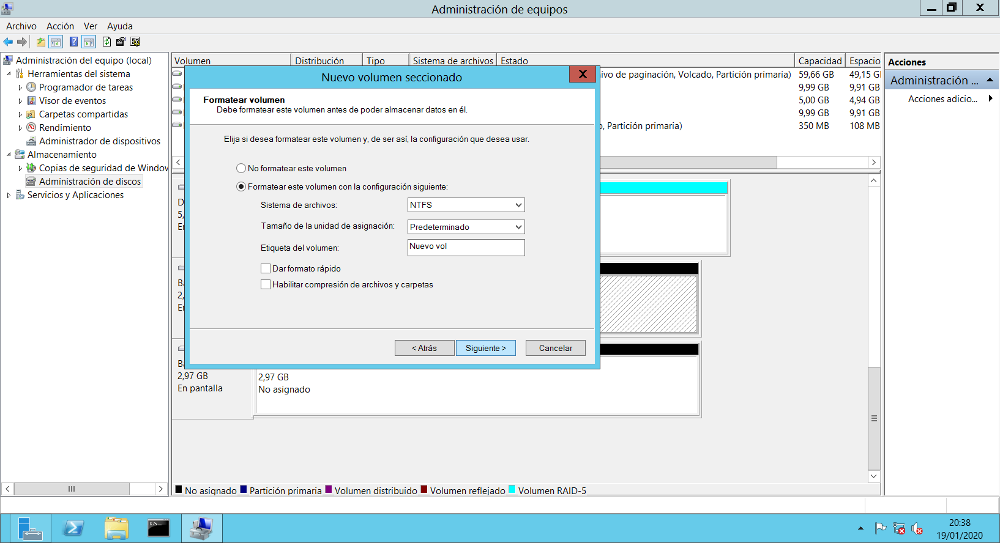 Administración de equipos
Archivo Acción Ver Ayuda
Administración del equipo (local)
Herramientas del sistema
Programador de tareas
Visor de eventos
Carpetas compartidas
Rendimiento
Administrador de dispositivos
Almacenamiento
Copias de seguridad de Window
Administración de discos
Servicios y Aplicaciones
Volumen Distribución Tipo Sistema de archivos Estado Capacidad Espacio
ivo de paginación, Volcado, Partición primaria) 59,66 GB 49,15 G
9,99 GB 9,91 GB
5,00 GB 4,94 GB
9,99 GB 9,91 GB
o, Partición primaria) 350 MB 108 MB
Nuevo volumen seccionado
Formatear volumen
Debe formatear este volumen antes de poder almacenar datos en él.
Elija si desea formatear este volumen y, de ser así, la configuración que desea usar.
No formatear este volumen
Formatear este volumen con la configuración siguiente:
Sistema de archivos: NTFS
Tamaño de la unidad de asignación: Predeterminado
Etiqueta del volumen: Nuevo vol
Dar formato rápido
Habilitar compresión de archivos y carpetas
< Atrás Siguiente > Cancelar
D
5,
En
Ba
2,
En
Ba
2,97 GB
En pantalla
2,97 GB
No asignado
No asignado Partición primaria Volumen distribuido Volumen reflejado Volumen RAID-5
Acciones
Administración ...
Acciones adicio...
20:38
19/01/2020